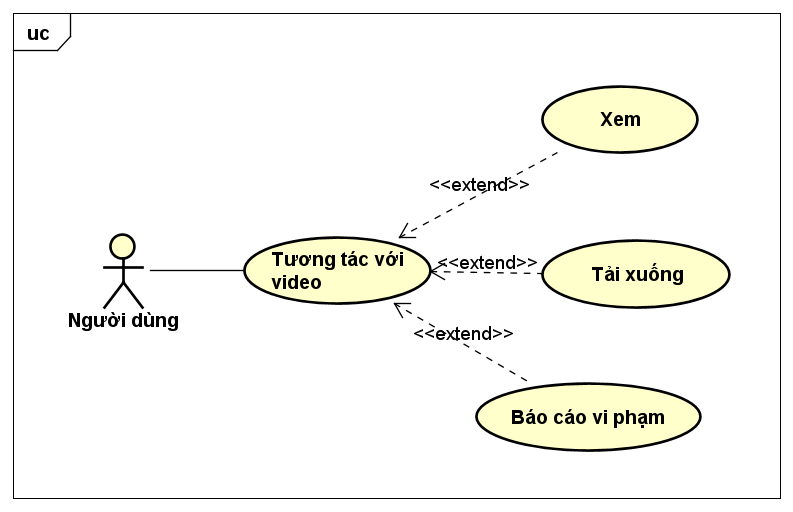 uc
Xem
<<extend>>
Tương tác với
video
<<extend>>
Tải xuống
Người dùng
<<extend>>
Báo cáo vi phạm